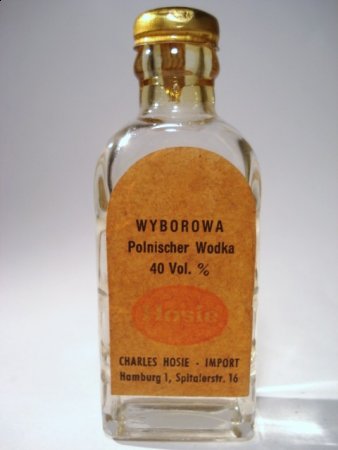 WYBOROWA
Polnischer Wodka
40 Vol. %
Hosie
CHARLES HOSIE - IMPORT
Hamburg 1, Spitalerstr. 16